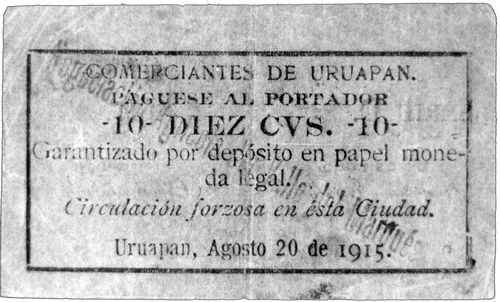 COMERCIANTES DE URUAPAN.
PÁGUESE AL PORTADOR
-10- DIEZ CVS. -10-
Garantizado por depósito en papel mone-
da legal.
Circulación forzosa en ésta Ciudad.
Uruapan, Agosto 20 de 1915.